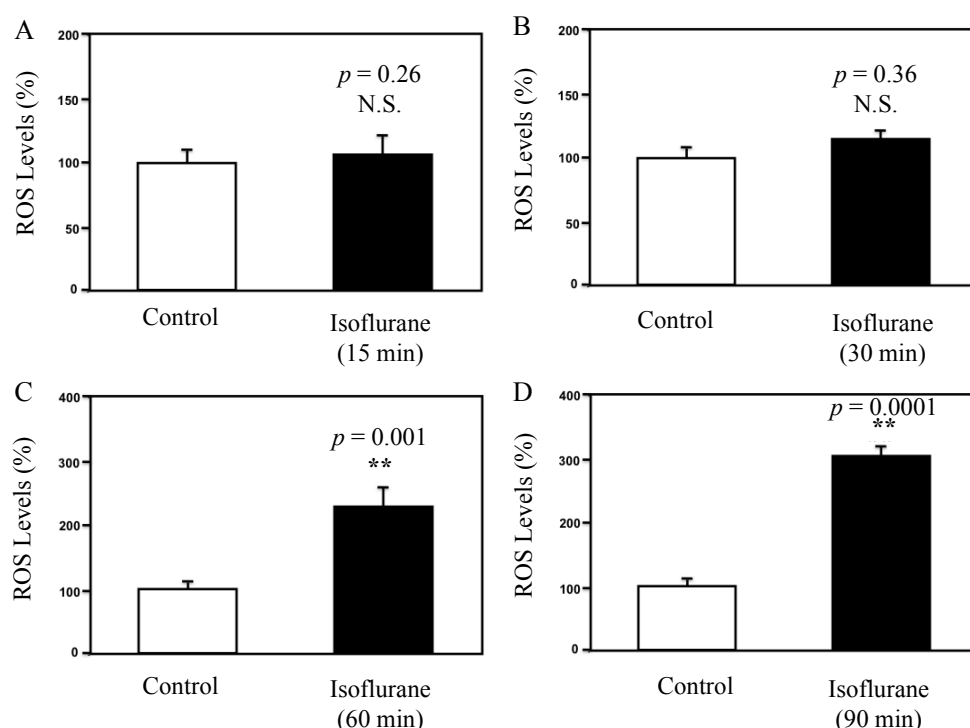 A
ROS Levels (%)
200
150
100
50
0
p = 0.26
N.S.
Control
Isoflurane
(15 min)
B
ROS Levels (%)
200
150
100
50
0
p = 0.36
N.S.
Control
Isoflurane
(30 min)
C
ROS Levels (%)
400
300
200
100
0
p = 0.001
**
Control
Isoflurane
(60 min)
D
ROS Levels (%)
400
300
200
100
0
p = 0.0001
**
Control
Isoflurane
(90 min)